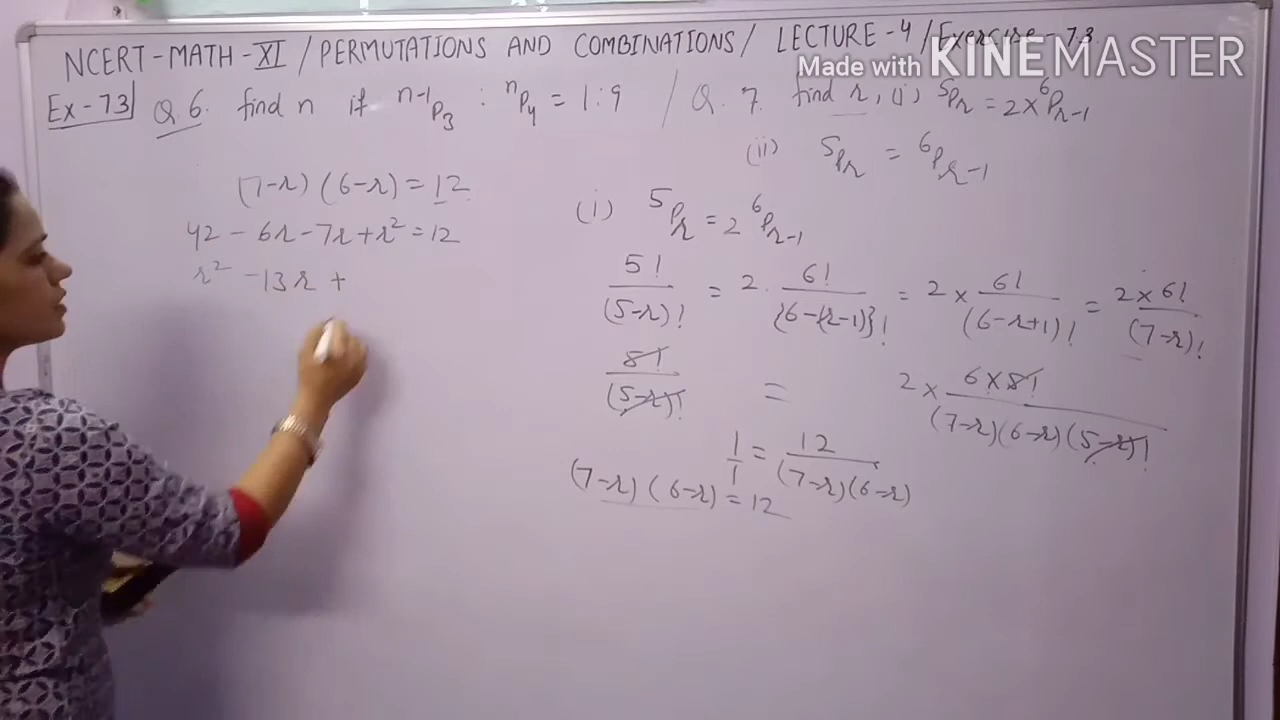 NCERT-MATH-XI / PERMUTATIONS AND COMBINATIONS / LECTURE-4 / Exercise-7.3
Made with KINEMASTER
Ex-7.3 Q.6. find n if ⁿ⁻¹P₃ : ⁿP₄ = 1:9 / Q.7. find r, (i) ⁵Pᵣ = 2×⁶Pᵣ₋₁
(ii) ⁵Pᵣ = ⁶Pᵣ₋₁
(7-r)(6-r) = 12
42 - 6r - 7r + r² = 12
r² - 13r +
(i) ⁵Pᵣ = 2 ⁶Pᵣ₋₁
5!/(5-r)! = 2. 6!/{6-(r-1)}! = 2 × 6!/(6-r+1)! = 2×6!/(7-r)!
5!/(5-r)! = 2 × 6×5!/(7-r)(6-r)(5-r)!
1/1 = 12/(7-r)(6-r)
(7-r)(6-r) = 12